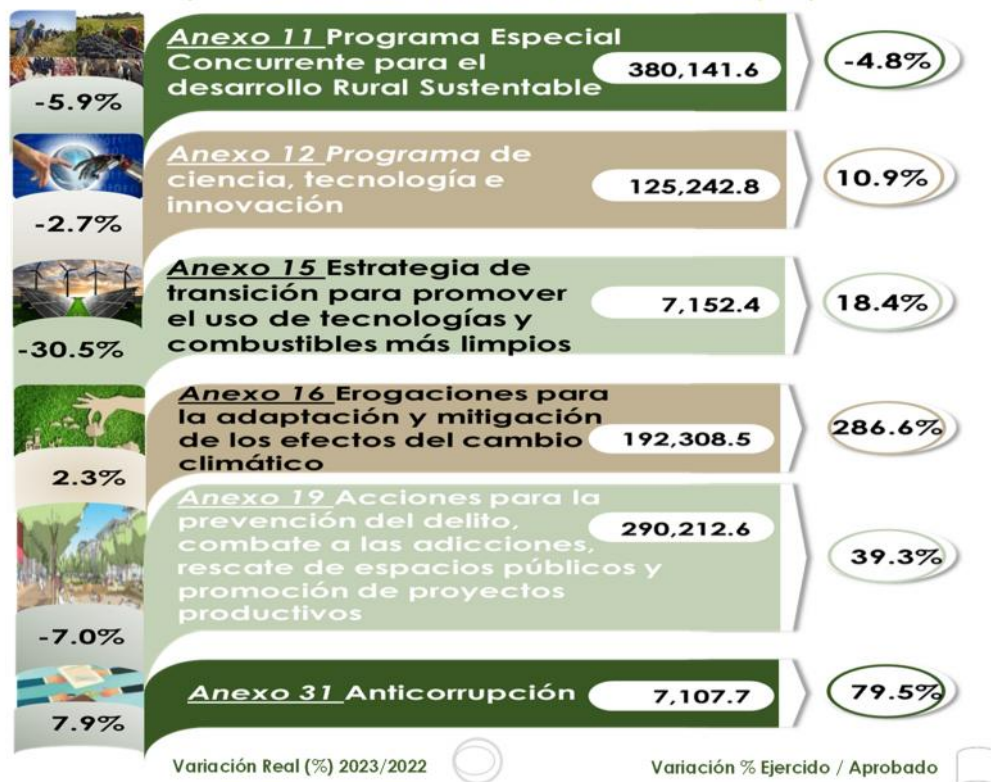 Anexo 11 Programa Especial
Concurrente para el
desarrollo Rural Sustentable
380,141.6
-4.8%
-5.9%
Anexo 12 Programa de
ciencia, tecnología e
innovación
125,242.8
10.9%
-2.7%
Anexo 15 Estrategia de
transición para promover
el uso de tecnologías y
combustibles más limpios
7,152.4
18.4%
-30.5%
Anexo 16 Erogaciones para
la adaptación y mitigación
de los efectos del cambio
climático
192,308.5
286.6%
2.3%
Anexo 19 Acciones para la
prevención del delito,
combate a las adicciones,
rescate de espacios públicos y
promoción de proyectos
productivos
290,212.6
39.3%
-7.0%
Anexo 31 Anticorrupción
7,107.7
79.5%
7.9%
Variación Real (%) 2023/2022
Variación % Ejercido / Aprobado